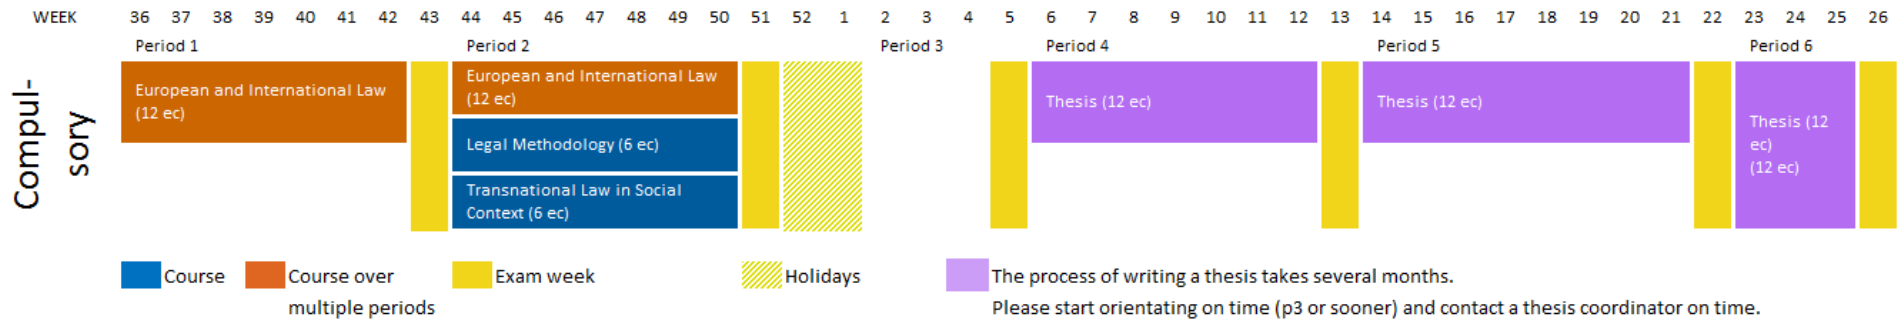 WEEK 36 37 38 39 40 41 42 43 44 45 46 47 48 49 50 51 52 1 2 3 4 5 6 7 8 9 10 11 12 13 14 15 16 17 18 19 20 21 22 23 24 25 26
Period 1 Period 2 Period 3 Period 4 Period 5 Period 6
Compul-
sory
European and International Law
(12 ec)
European and International Law
(12 ec)
Legal Methodology (6 ec)
Transnational Law in Social
Context (6 ec)
Thesis (12 ec)
Thesis (12 ec)
Thesis (12
ec)
(12 ec)
Course
Course over
multiple periods
Exam week
Holidays
The process of writing a thesis takes several months.
Please start orientating on time (p3 or sooner) and contact a thesis coordinator on time.